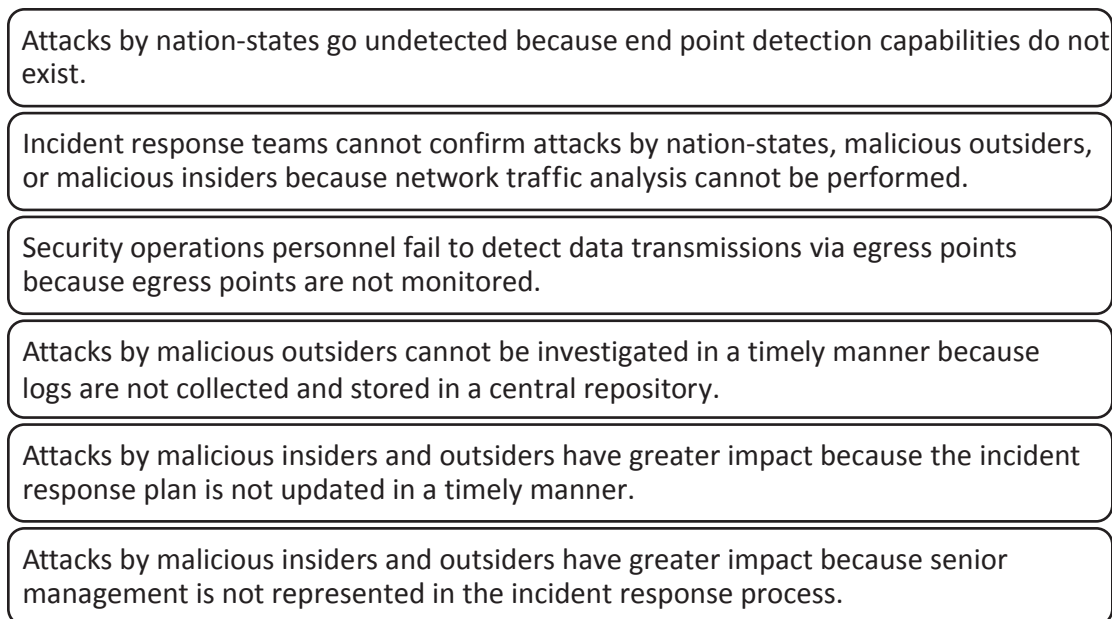 Attacks by nation-states go undetected because end point detection capabilities do not
exist.
Incident response teams cannot confirm attacks by nation-states, malicious outsiders,
or malicious insiders because network traffic analysis cannot be performed.
Security operations personnel fail to detect data transmissions via egress points
because egress points are not monitored.
Attacks by malicious outsiders cannot be investigated in a timely manner because
logs are not collected and stored in a central repository.
Attacks by malicious insiders and outsiders have greater impact because the incident
response plan is not updated in a timely manner.
Attacks by malicious insiders and outsiders have greater impact because senior
management is not represented in the incident response process.